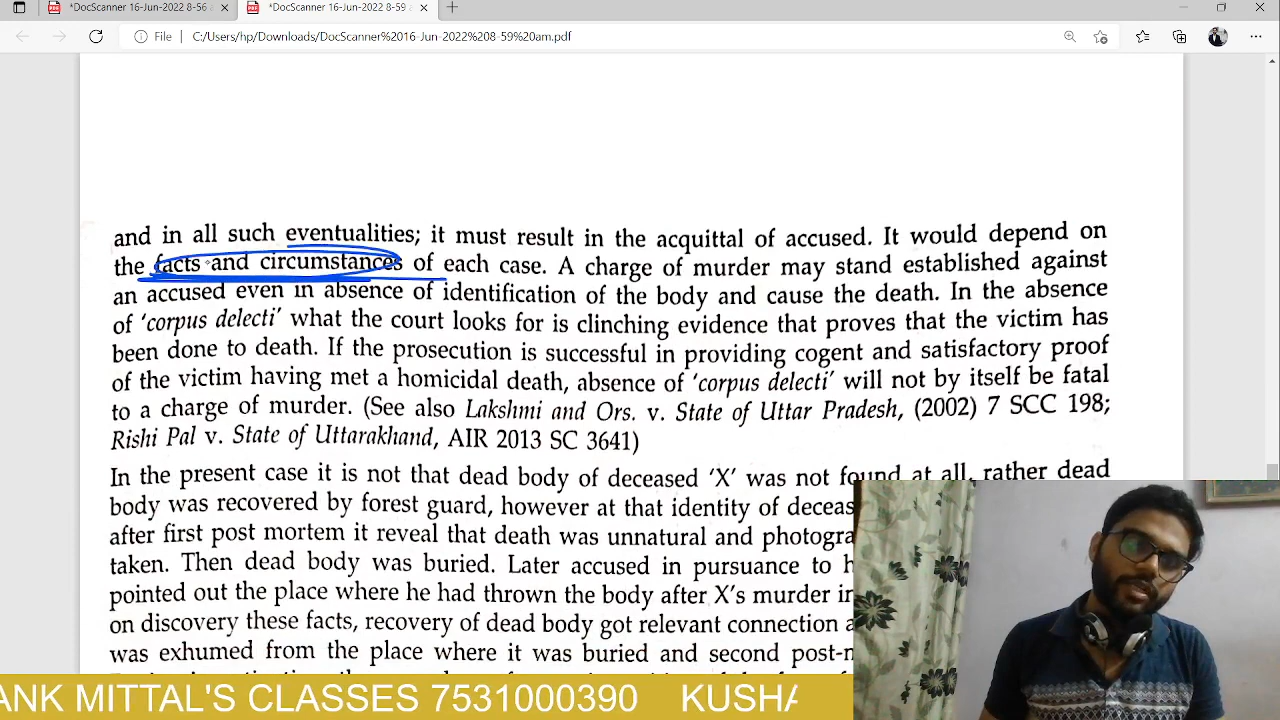 *DocScanner 16-Jun-2022 8-56
*DocScanner 16-Jun-2022 8-59
File C:/Users/hp/Downloads/DocScanner%2016-Jun-2022%208-59%20am.pdf
and in all such eventualities; it must result in the acquittal of accused. It would depend on
the facts and circumstances of each case. A charge of murder may stand established against
an accused even in absence of identification of the body and cause the death. In the absence
of 'corpus delecti' what the court looks for is clinching evidence that proves that the victim has
been done to death. If the prosecution is successful in providing cogent and satisfactory proof
of the victim having met a homicidal death, absence of 'corpus delecti' will not by itself be fatal
to a charge of murder. (See also Lakshmi and Ors. v. State of Uttar Pradesh, (2002) 7 SCC 198;
Rishi Pal v. State of Uttarakhand, AIR 2013 SC 3641)
In the present case it is not that dead body of deceased 'X' was not found at all, rather dead
body was recovered by forest guard, however at that identity of deceas
after first post mortem it reveal that death was unnatural and photogra
taken. Then dead body was buried. Later accused in pursuance to h
pointed out the place where he had thrown the body after X's murder in
on discovery these facts, recovery of dead body got relevant connection a
was exhumed from the place where it was buried and second post-m
ANK MITTAL'S CLASSES 7531000390 KUSHA